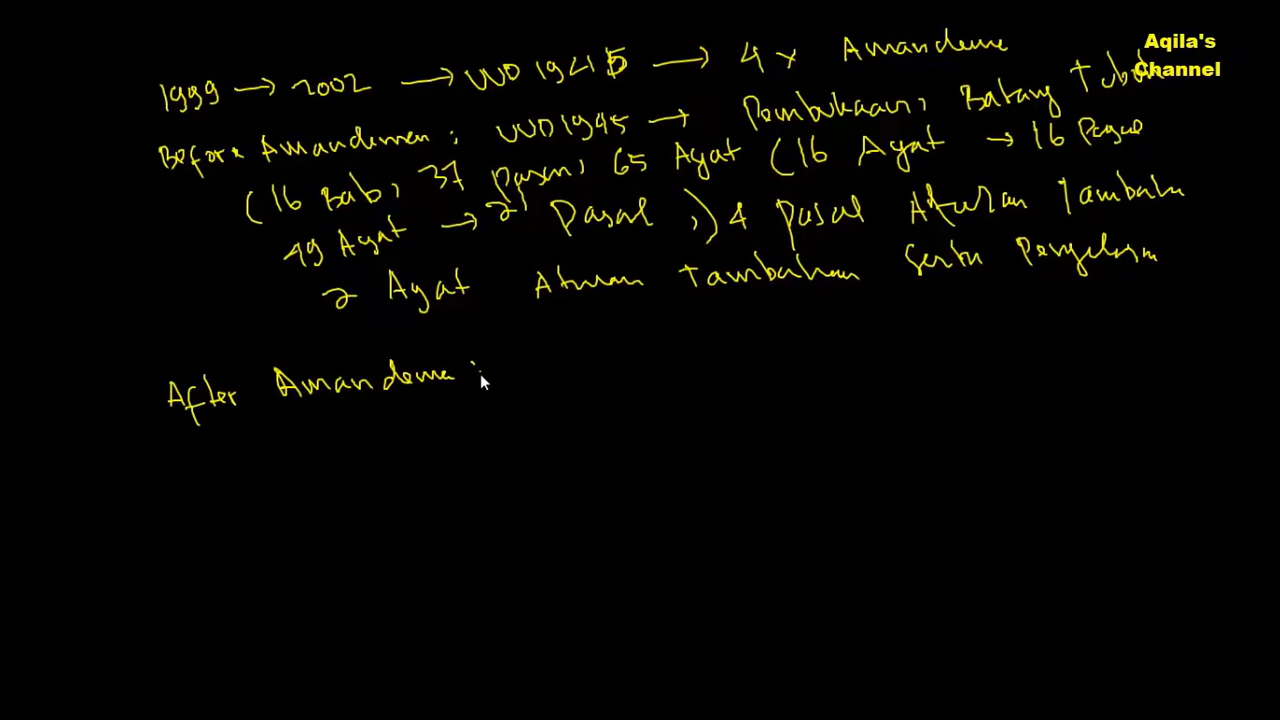 Aqila's
Channel
1999 → 2002 → UUD 1945 → 4 x Amandeme
Before Amandemen : UUD 1945 → Pembukaan, Batang Tubuh
(16 Bab, 37 pasal, 65 Ayat (16 Ayat → 16 Pasal
49 Ayat → 21 Pasal ,) 4 pasal Aturan Tambaha
2 Ayat Aturan Tambahan Serta Penjelasan
After Amandeme :